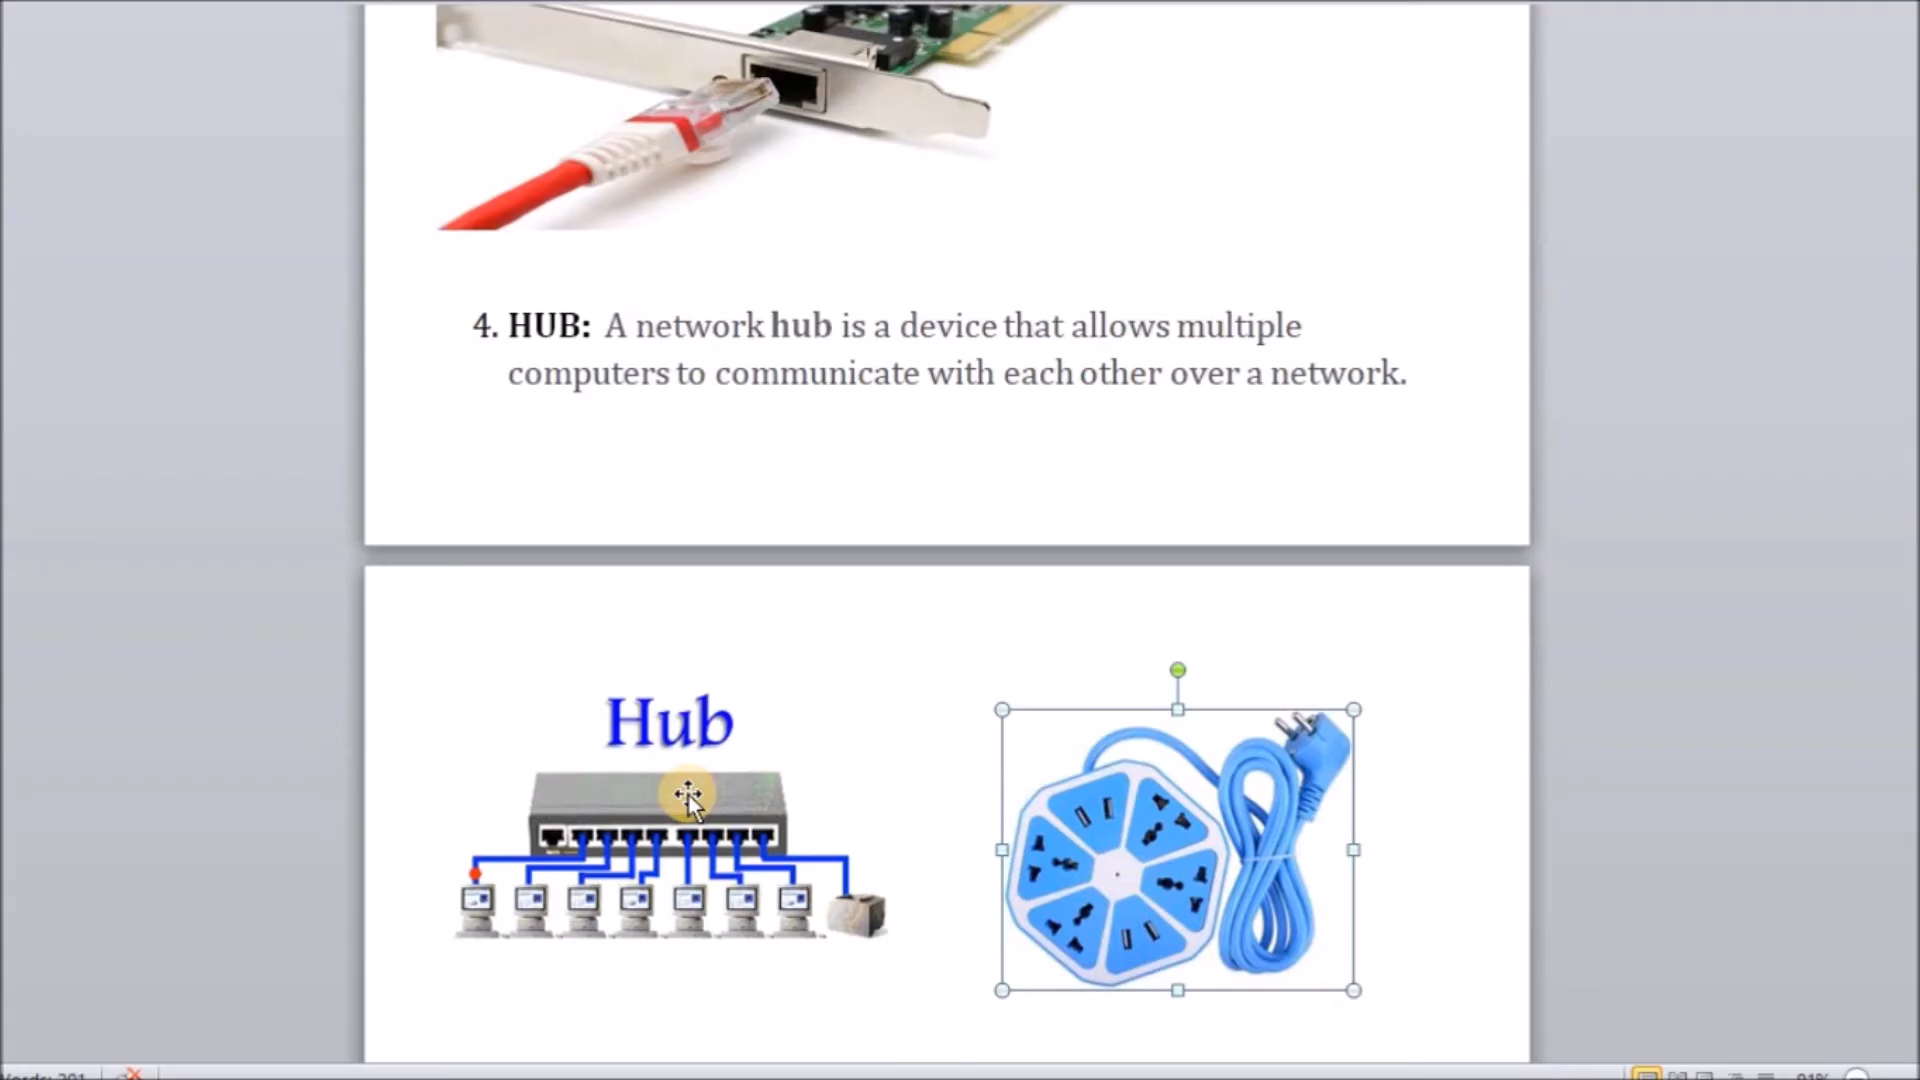 4. HUB: A network hub is a device that allows multiple
computers to communicate with each other over a network.
Hub